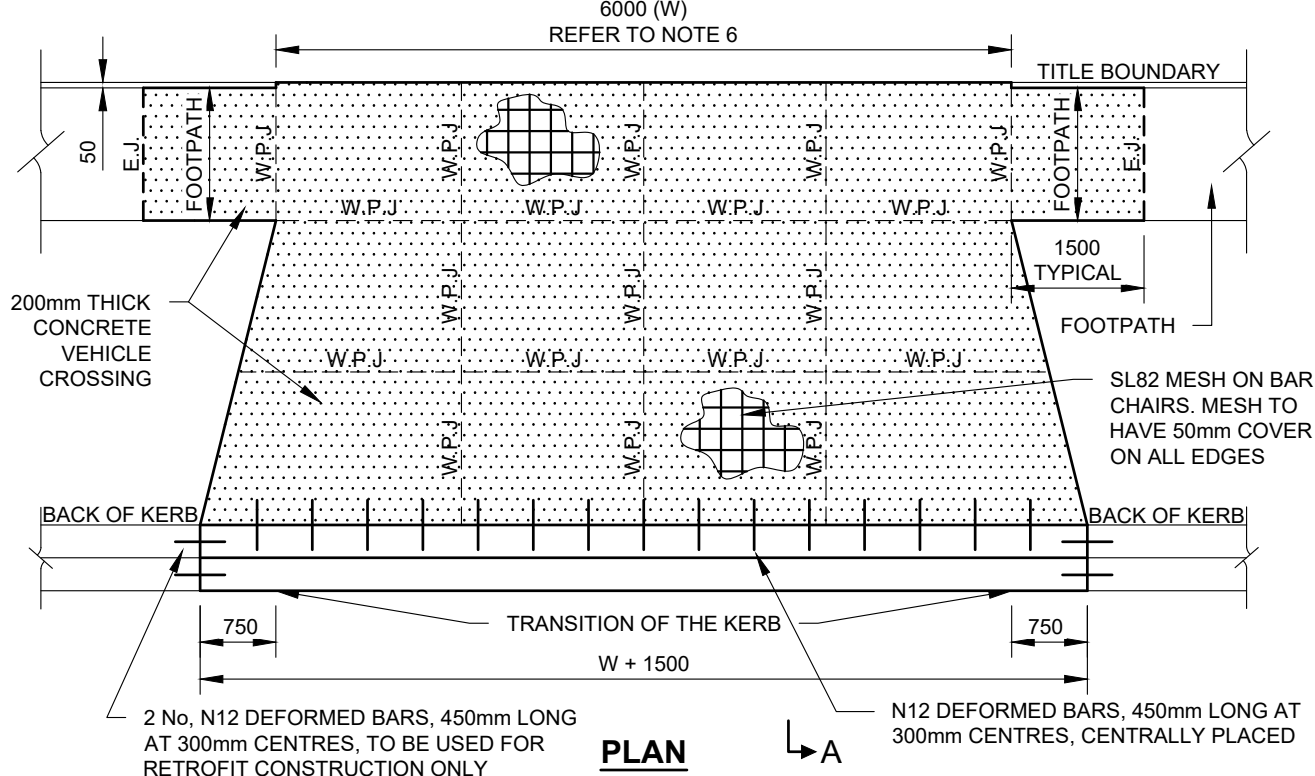 6000 (W)
REFER TO NOTE 6
TITLE BOUNDARY
50
E.J.
FOOTPATH
W.P.J
W.P.J
W.P.J
W.P.J
W.P.J
FOOTPATH
E.J.
W.P.J
W.P.J
W.P.J
W.P.J
1500
TYPICAL
200mm THICK
CONCRETE
VEHICLE
CROSSING
W.P.J
W.P.J
W.P.J
FOOTPATH
W.P.J
W.P.J
W.P.J
W.P.J
SL82 MESH ON BAR
CHAIRS. MESH TO
HAVE 50mm COVER
ON ALL EDGES
W.P.J
W.P.J
W.P.J
BACK OF KERB
BACK OF KERB
750
TRANSITION OF THE KERB
750
W + 1500
2 No, N12 DEFORMED BARS, 450mm LONG
AT 300mm CENTRES, TO BE USED FOR
RETROFIT CONSTRUCTION ONLY
N12 DEFORMED BARS, 450mm LONG AT
300mm CENTRES, CENTRALLY PLACED
PLAN
A